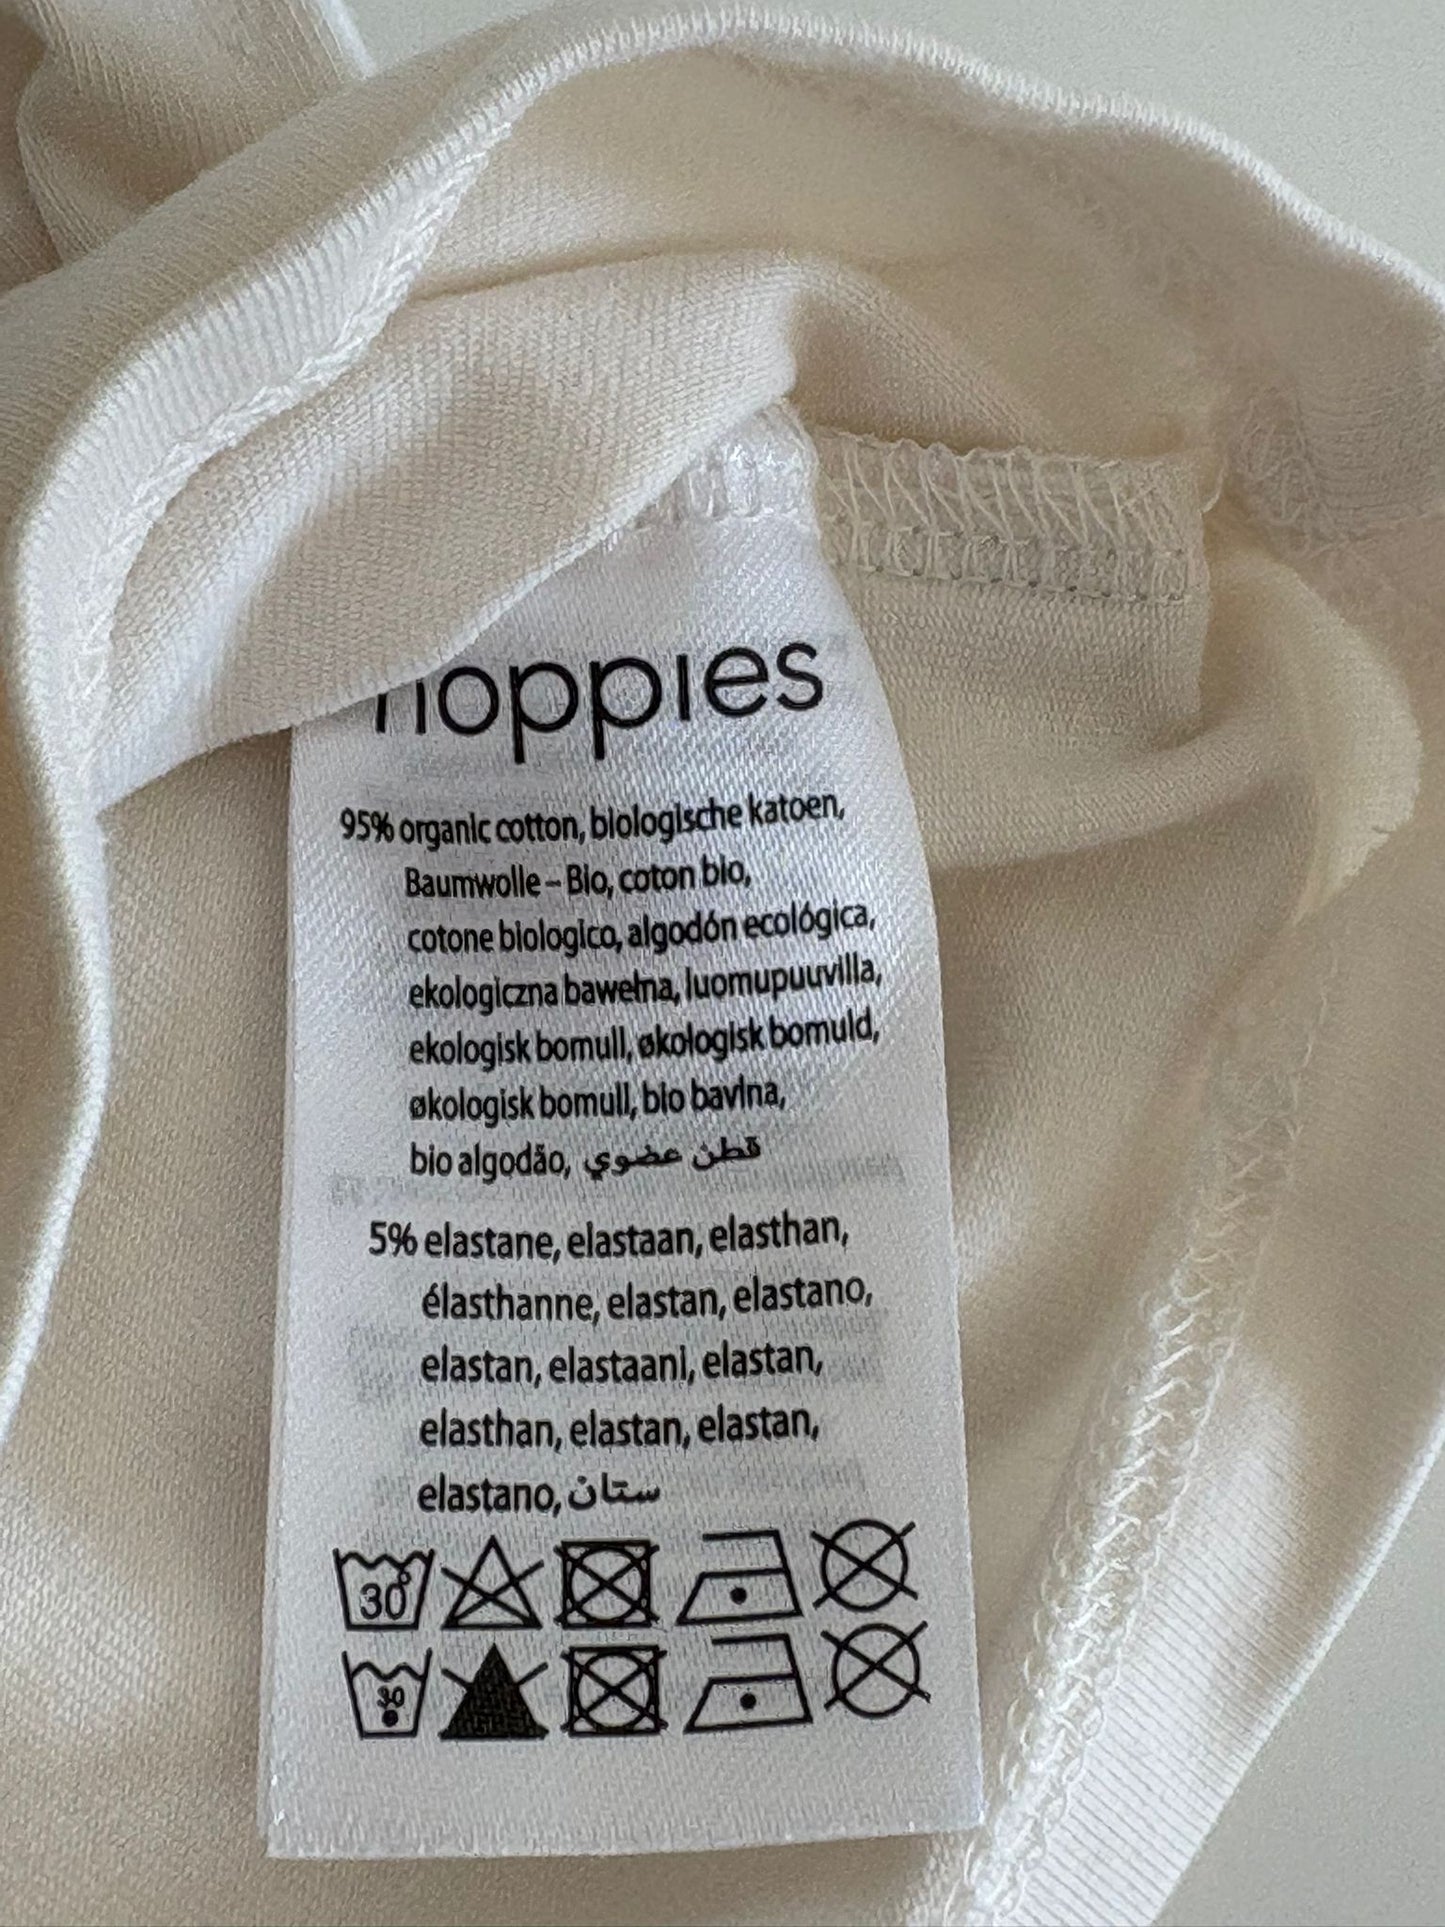 noppies
95% organic cotton, biologische katoen,
Baumwolle – Bio, coton bio,
cotone biologico, algodón ecológica,
ekologiczna bawełna, luomupuuvilla,
ekologisk bomull, økologisk bomuld,
økologisk bomull, bio bavlna,
bio algodão, قطن عضوي
5% elastane, elastaan, elasthan,
élasthanne, elastan, elastano,
elastan, elastaani, elastan,
elasthan, elastan, elastan,
elastano, ستان
30°
30